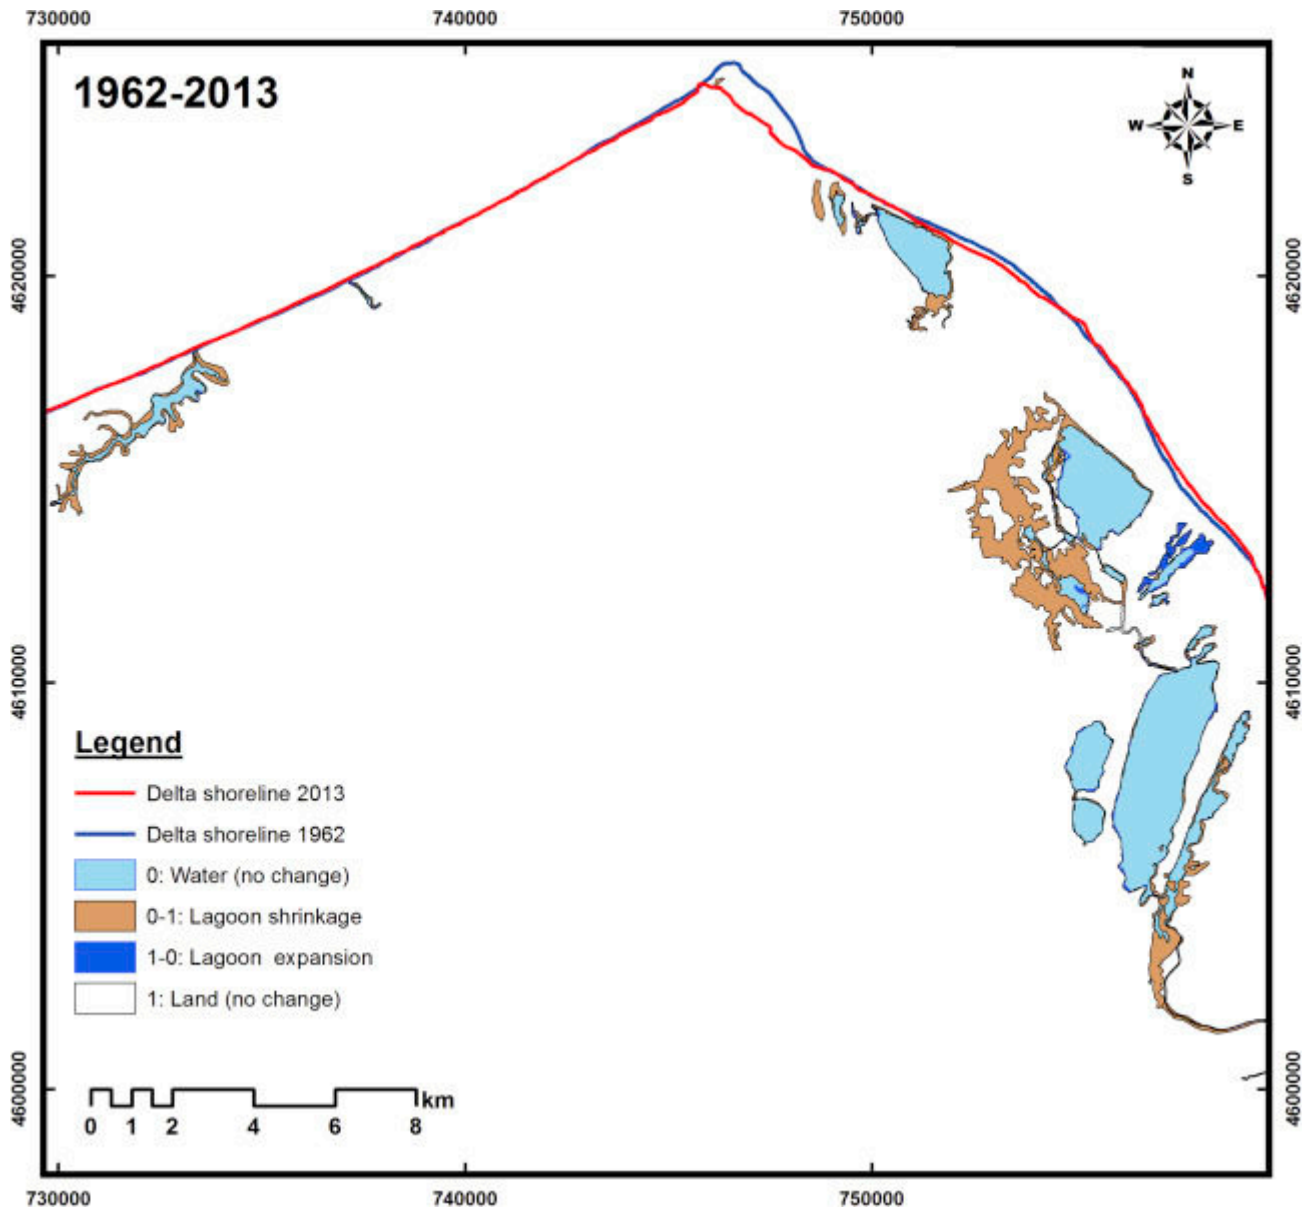 730000 740000 750000
1962-2013
N
W E
S
4620000 4620000
4610000 4610000
Legend
Delta shoreline 2013
Delta shoreline 1962
0: Water (no change)
0-1: Lagoon shrinkage
1-0: Lagoon expansion
1: Land (no change)
4600000 4600000
km
0 1 2 4 6 8
730000 740000 750000